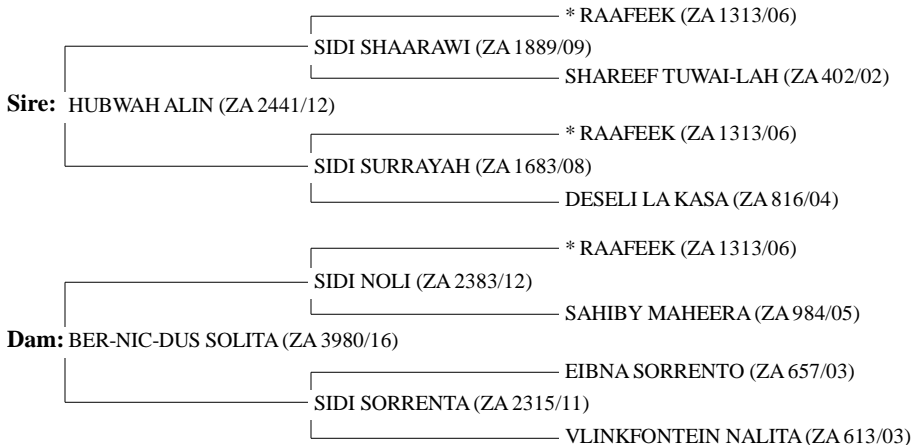 * RAAFEEK (ZA 1313/06)
SIDI SHAARAWI (ZA 1889/09)
SHAREEF TUWAI-LAH (ZA 402/02)
Sire: HUBWAH ALIN (ZA 2441/12)
* RAAFEEK (ZA 1313/06)
SIDI SURRAYAH (ZA 1683/08)
DESELI LA KASA (ZA 816/04)
* RAAFEEK (ZA 1313/06)
SIDI NOLI (ZA 2383/12)
SAHIBY MAHEERA (ZA 984/05)
Dam: BER-NIC-DUS SOLITA (ZA 3980/16)
EIBNA SORRENTO (ZA 657/03)
SIDI SORRENTA (ZA 2315/11)
VLINKFONTEIN NALITA (ZA 613/03)